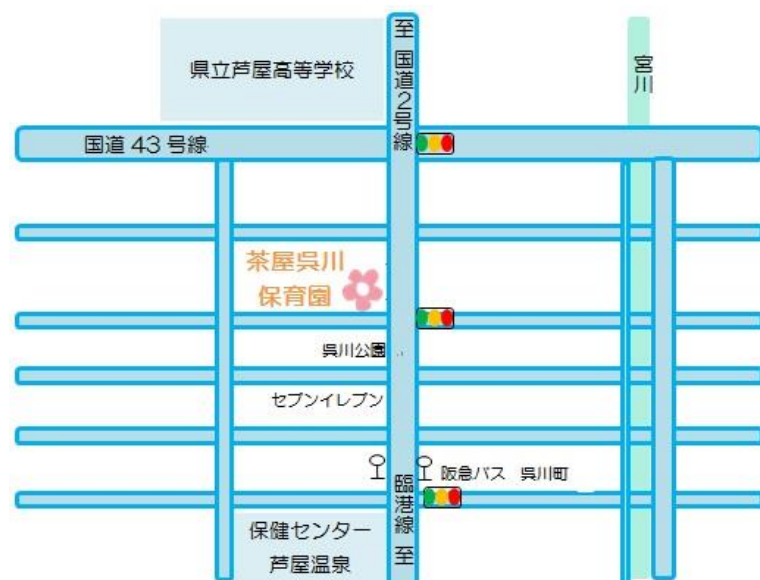 至 国道2号線
宮川
県立芦屋高等学校
国道43号線
茶屋呉川
保育園
呉川公園
セブンイレブン
阪急バス 呉川町
臨港線 至
保健センター
芦屋温泉